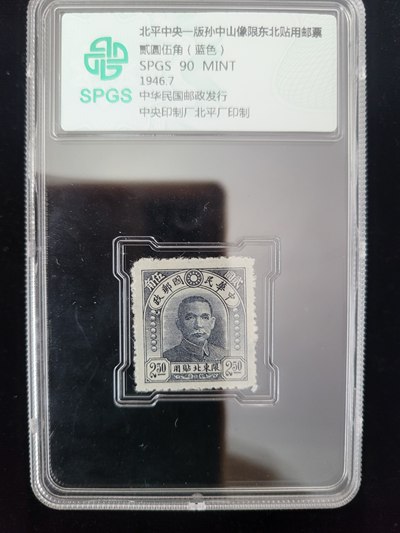 北平中央一版孙中山像限东北贴用邮票
贰圆伍角（蓝色）
SPGS 90 MINT
1946.7
中华民国邮政发行
中央印制厂北平厂印制
SPGS
政郵國民華中
2.50
用貼北東限
2.50